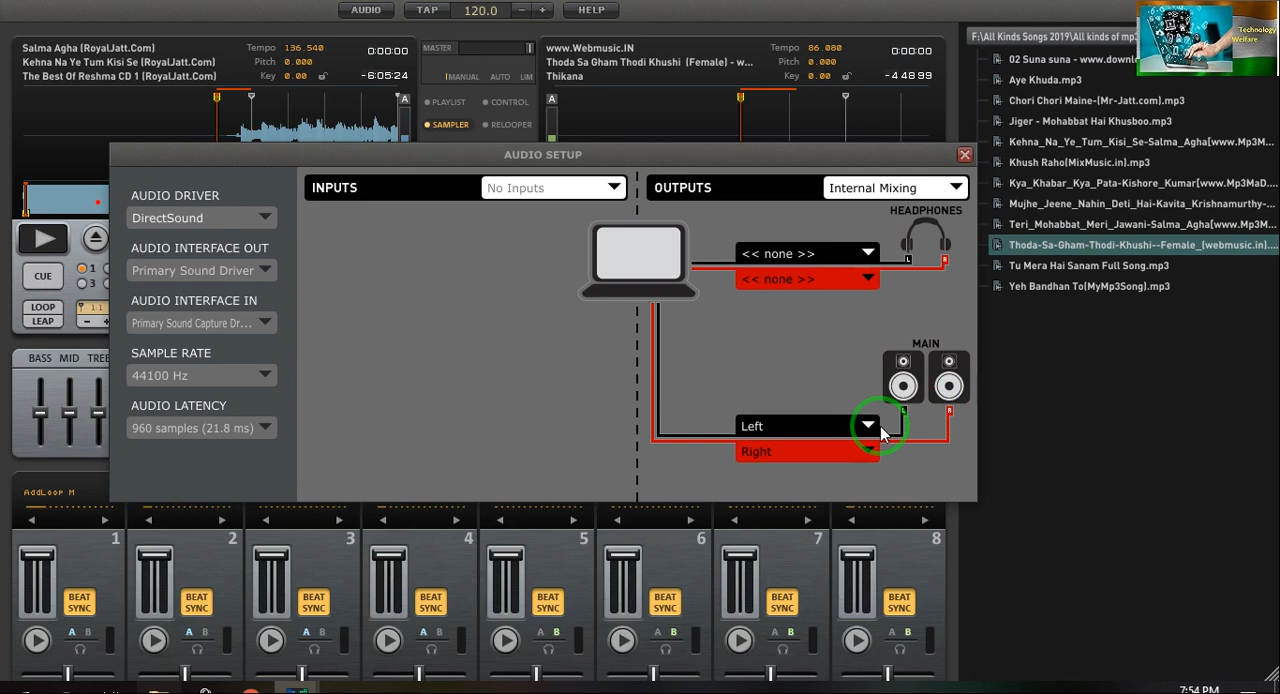 AUDIO TAP 120.0 − + HELP
Technology
Welfare
F:\All Kinds Songs 2019\All kinds of mp3
Salma Agha (RoyalJatt.Com)
Kehna Na Ye Tum Kisi Se (RoyalJatt.Com)
The Best Of Reshma CD 1 (RoyalJatt.Com)
Tempo 136.540
Pitch 0.000
Key 0.00
0:00:00
-6:05:24
MASTER
MANUAL AUTO LIM
PLAYLIST CONTROL
SAMPLER RELOOPER
www.Webmusic.IN
Thoda Sa Gham Thodi Khushi (Female) - w...
Thikana
Tempo 86.080
Pitch 0.000
Key 0.00
0:00:00
-4 48 99
A
A
02 Suna suna - www.downl
Aye Khuda.mp3
Chori Chori Maine-(Mr-Jatt.com).mp3
Jiger - Mohabbat Hai Khusboo.mp3
Kehna_Na_Ye_Tum_Kisi_Se-Salma_Agha[www.Mp3M...
Khush Raho(MixMusic.in).mp3
Kya_Khabar_Kya_Pata-Kishore_Kumar[www.Mp3MaD....
Mujhe_Jeene_Nahin_Deti_Hai-Kavita_Krishnamurthy-...
Teri_Mohabbat_Meri_Jawani-Salma_Agha[www.Mp3...
Thoda-Sa-Gham-Thodi-Khushi--Female_(webmusic.in)....
Tu Mera Hai Sanam Full Song.mp3
Yeh Bandhan To(MyMp3Song).mp3
AUDIO SETUP
AUDIO DRIVER
DirectSound
AUDIO INTERFACE OUT
Primary Sound Driver
AUDIO INTERFACE IN
Primary Sound Capture Dr...
SAMPLE RATE
44100 Hz
AUDIO LATENCY
960 samples (21.8 ms)
INPUTS No Inputs
OUTPUTS Internal Mixing
HEADPHONES
<< none >>
<< none >>
L R
MAIN
L R
Left
Right
CUE
1
3
LOOP
LEAP
1:1
− +
BASS MID TREB
AddLoop M
1 2 3 4 5 6 7 8
BEAT SYNC BEAT SYNC BEAT SYNC BEAT SYNC BEAT SYNC BEAT SYNC BEAT SYNC BEAT SYNC
A B A B A B A B A B A B A B A B
7:54 PM